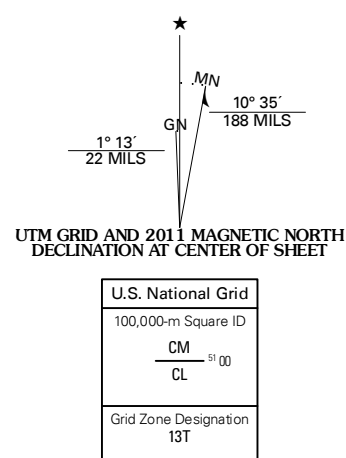 ★
MN
GN
10° 35´
188 MILS
1° 13´
22 MILS
UTM GRID AND 2011 MAGNETIC NORTH
DECLINATION AT CENTER OF SHEET
U.S. National Grid
100,000-m Square ID
CM
51 00
CL
Grid Zone Designation
13T